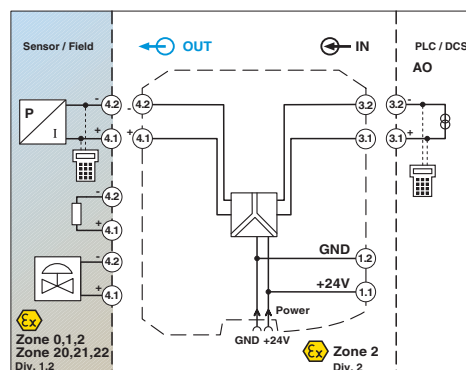 Sensor / Field
OUT
IN
PLC / DCS
AO
P
I
- 4.2
+ 4.1
4.2 -
4.1 +
3.2
3.1
3.2 -
3.1 +
- 4.2
+ 4.1
- 4.2
+ 4.1
GND 1.2
+24V 1.1
Power
GND +24V
Ex
Zone 0,1,2
Zone 20,21,22
Div. 1,2
Ex Zone 2
Div. 2